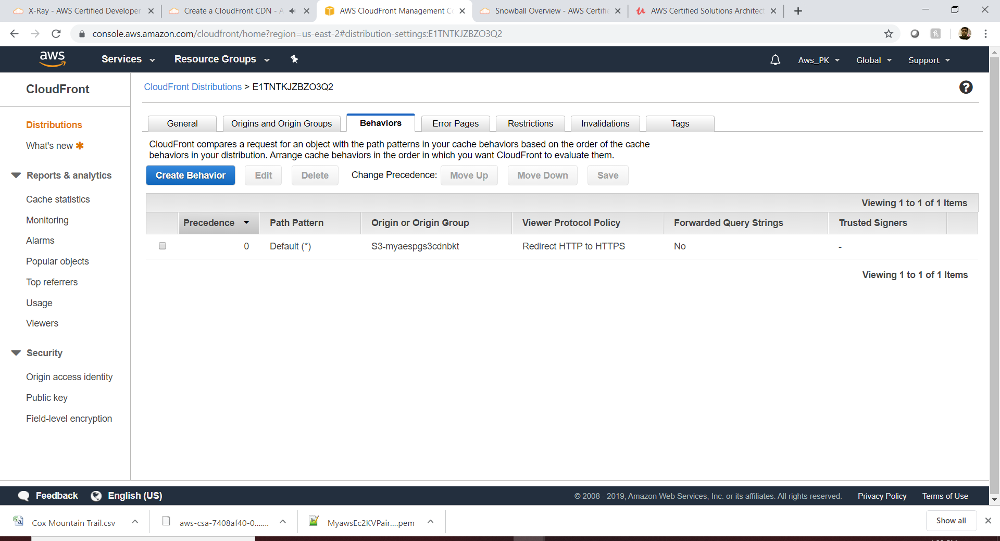 X-Ray - AWS Certified Developer
Create a CloudFront CDN - A
AWS CloudFront Management Co
Snowball Overview - AWS Certifie
AWS Certified Solutions Architect
console.aws.amazon.com/cloudfront/home?region=us-east-2#distribution-settings:E1TNTKJZBZO3Q2
aws
Services
Resource Groups
Aws_PK
Global
Support
CloudFront
CloudFront Distributions > E1TNTKJZBZO3Q2
Distributions
What's new
Reports & analytics
Cache statistics
Monitoring
Alarms
Popular objects
Top referrers
Usage
Viewers
Security
Origin access identity
Public key
Field-level encryption
General
Origins and Origin Groups
Behaviors
Error Pages
Restrictions
Invalidations
Tags
CloudFront compares a request for an object with the path patterns in your cache behaviors based on the order of the cache
behaviors in your distribution. Arrange cache behaviors in the order in which you want CloudFront to evaluate them.
Create Behavior
Edit
Delete
Change Precedence:
Move Up
Move Down
Save
Viewing 1 to 1 of 1 Items
Precedence
Path Pattern
Origin or Origin Group
Viewer Protocol Policy
Forwarded Query Strings
Trusted Signers
0
Default (*)
S3-myaespgs3cdnbkt
Redirect HTTP to HTTPS
No
-
Viewing 1 to 1 of 1 Items
Feedback
English (US)
© 2008 - 2019, Amazon Web Services, Inc. or its affiliates. All rights reserved.
Privacy Policy
Terms of Use
Cox Mountain Trail.csv
aws-csa-7408af40-0.......
MyawsEc2KVPair....pem
Show all